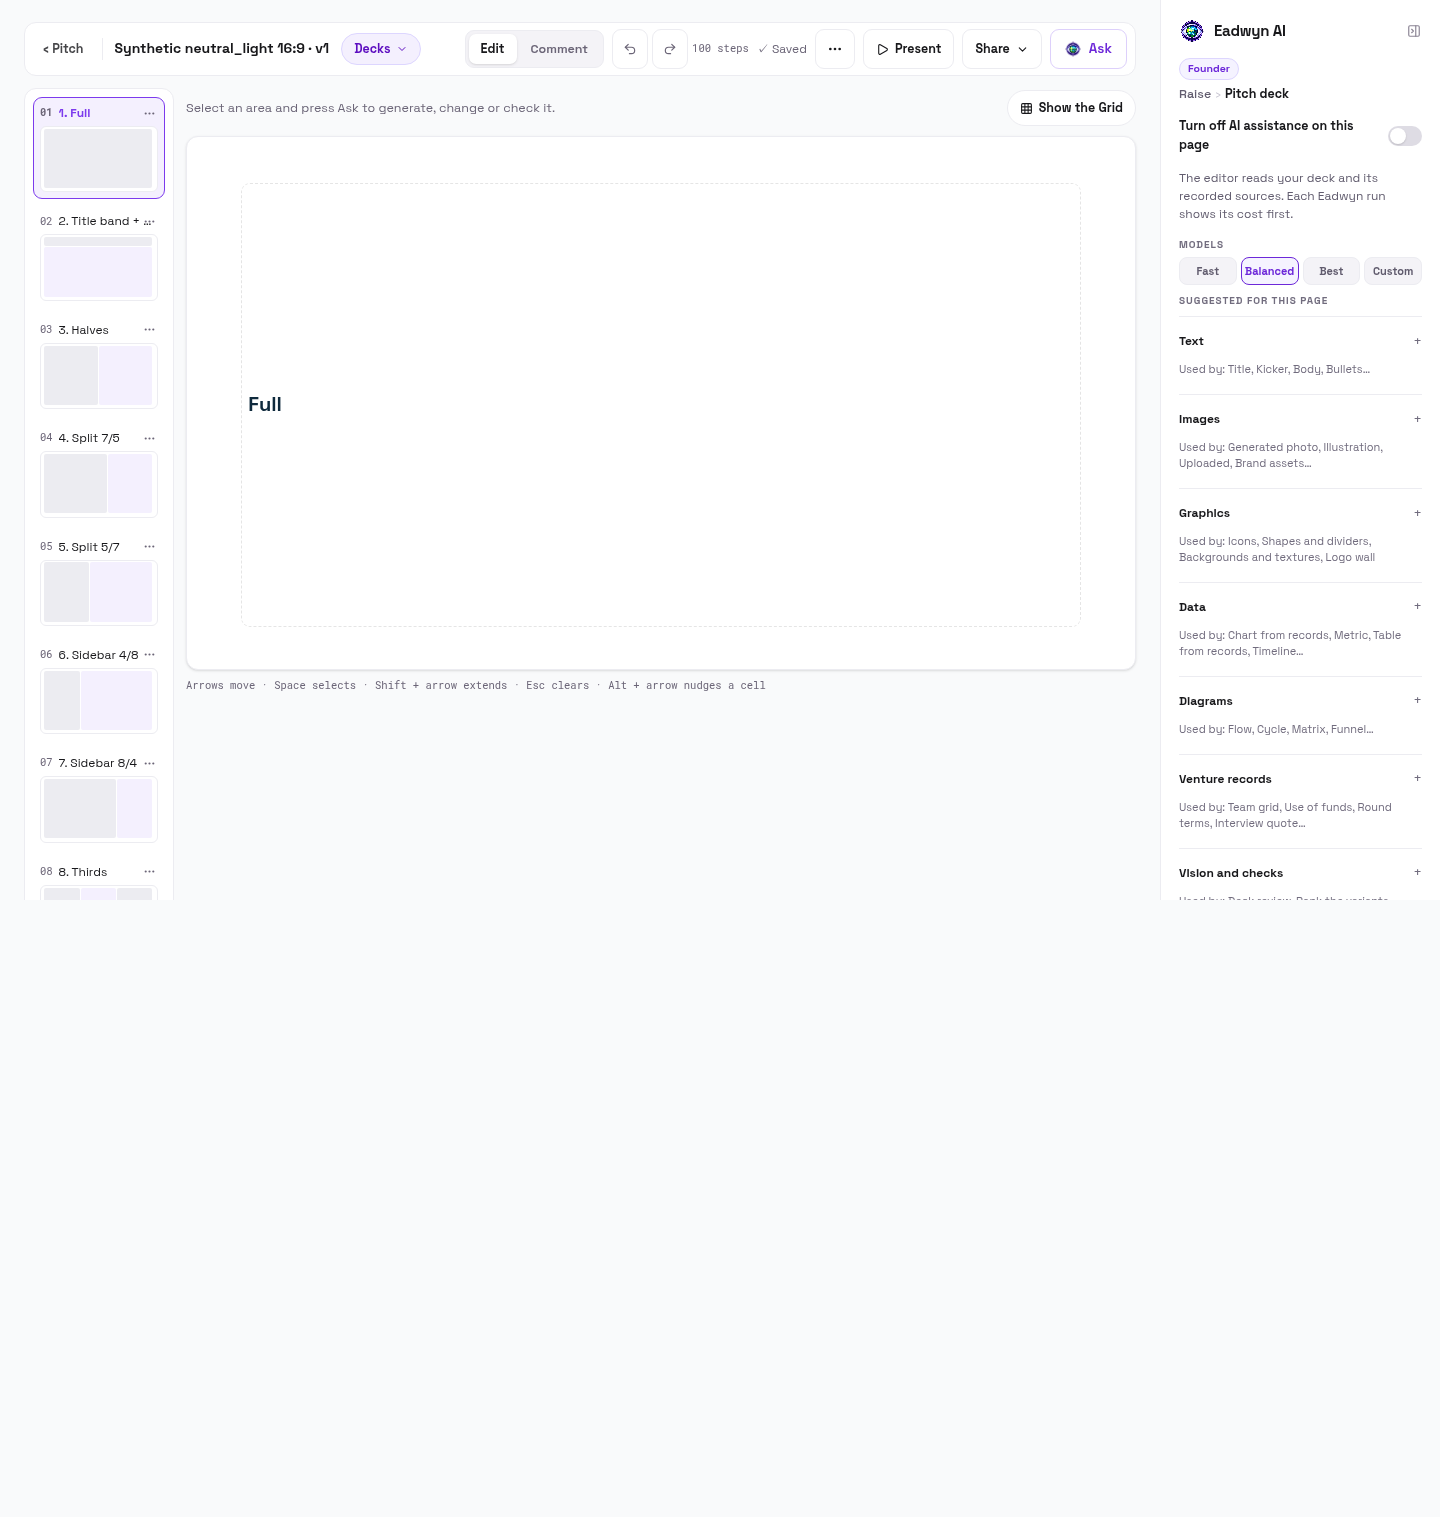 ‹ Pitch
Synthetic neutral_light 16:9 · v1
Decks
Edit
Comment
100 steps
✓ Saved
Present
Share
Ask
01 1. Full
02 2. Title band + …
03 3. Halves
04 4. Split 7/5
05 5. Split 5/7
06 6. Sidebar 4/8
07 7. Sidebar 8/4
08 8. Thirds
Select an area and press Ask to generate, change or check it.
Show the Grid
Full
Arrows move · Space selects · Shift + arrow extends · Esc clears · Alt + arrow nudges a cell
Eadwyn AI
Founder
Raise > Pitch deck
Turn off AI assistance on this
page
The editor reads your deck and its
recorded sources. Each Eadwyn run
shows its cost first.
MODELS
Fast
Balanced
Best
Custom
SUGGESTED FOR THIS PAGE
Text +
Used by: Title, Kicker, Body, Bullets…
Images +
Used by: Generated photo, Illustration,
Uploaded, Brand assets…
Graphics +
Used by: Icons, Shapes and dividers,
Backgrounds and textures, Logo wall
Data +
Used by: Chart from records, Metric, Table
from records, Timeline…
Diagrams +
Used by: Flow, Cycle, Matrix, Funnel…
Venture records +
Used by: Team grid, Use of funds, Round
terms, Interview quote…
Vision and checks +